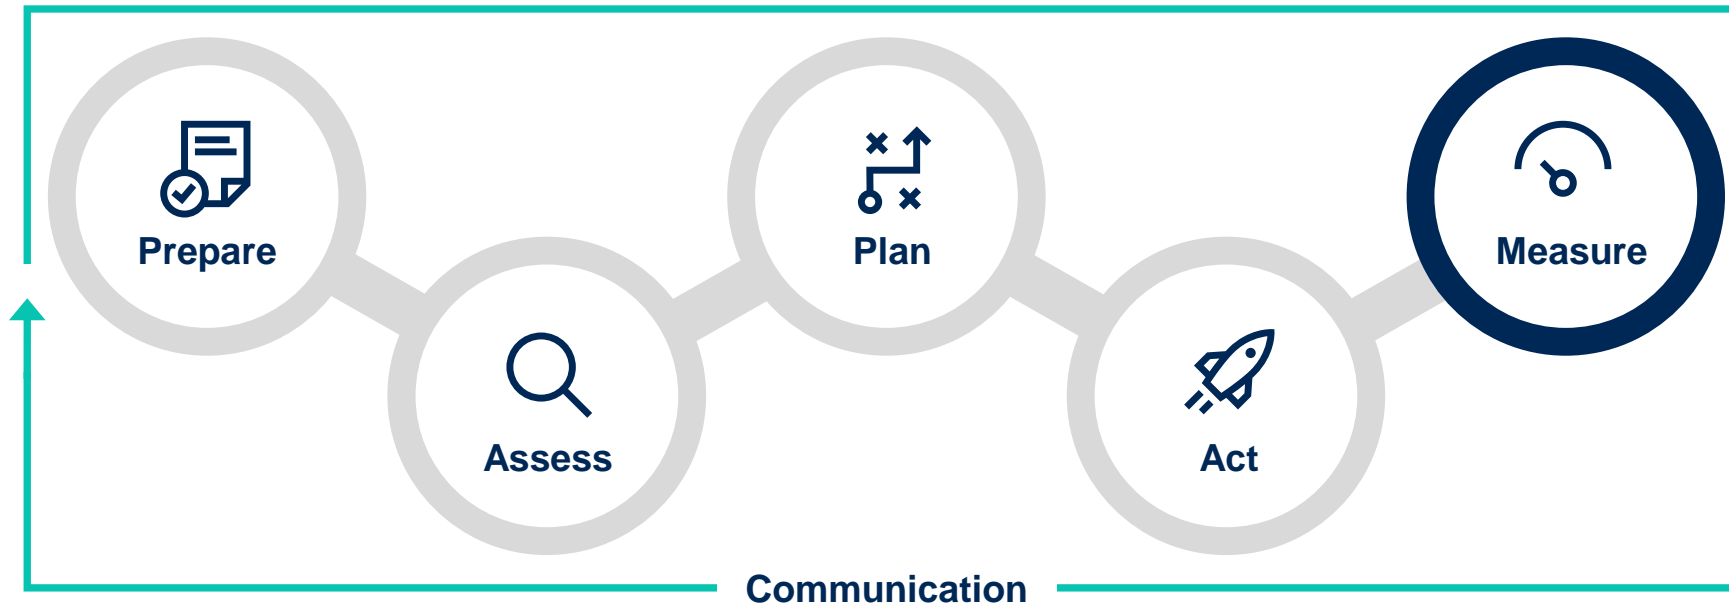 Prepare
Assess
Plan
Act
Measure
Communication